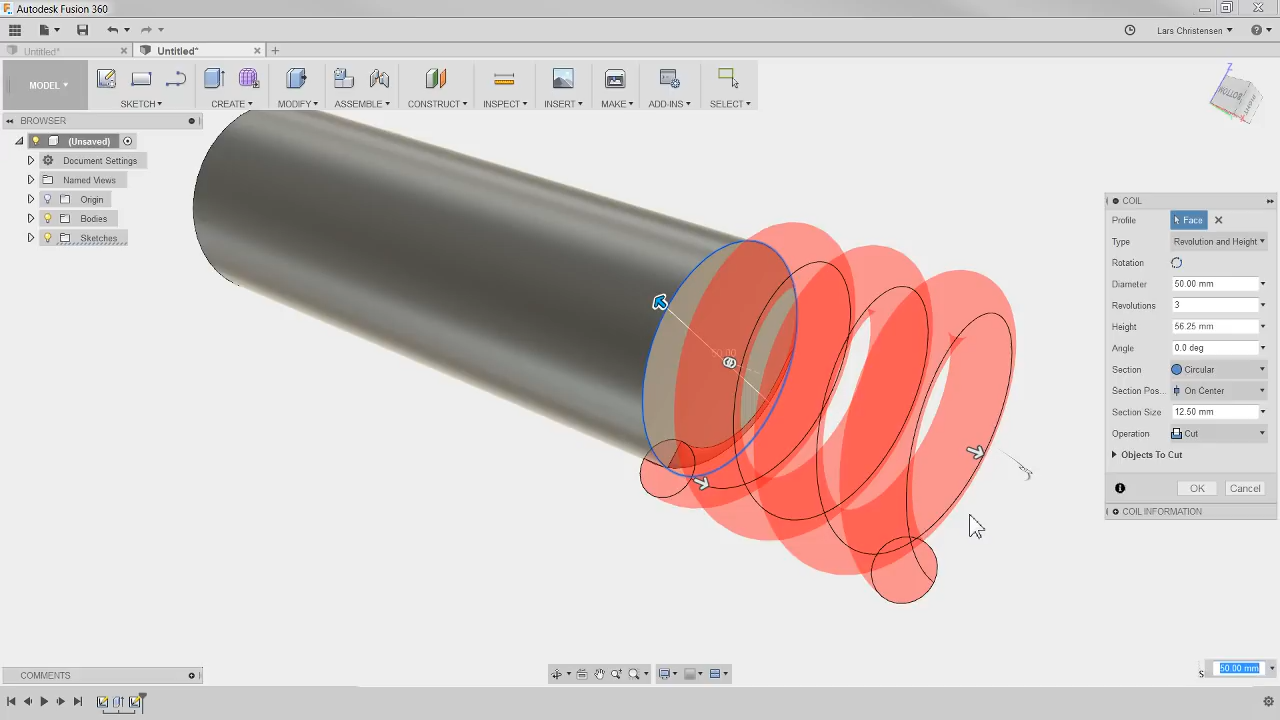 Autodesk Fusion 360
Lars Christensen
Untitled*
Untitled*
MODEL
SKETCH
CREATE
MODIFY
ASSEMBLE
CONSTRUCT
INSPECT
INSERT
MAKE
ADD-INS
SELECT
BROWSER
(Unsaved)
Document Settings
Named Views
Origin
Bodies
Sketches
Z
BOTTOM
50.00
COIL
Profile Face
Type Revolution and Height
Rotation
Diameter 50.00 mm
Revolutions 3
Height 56.25 mm
Angle 0.0 deg
Section Circular
Section Pos... On Center
Section Size 12.50 mm
Operation Cut
Objects To Cut
OK Cancel
COIL INFORMATION
50.00 mm
COMMENTS